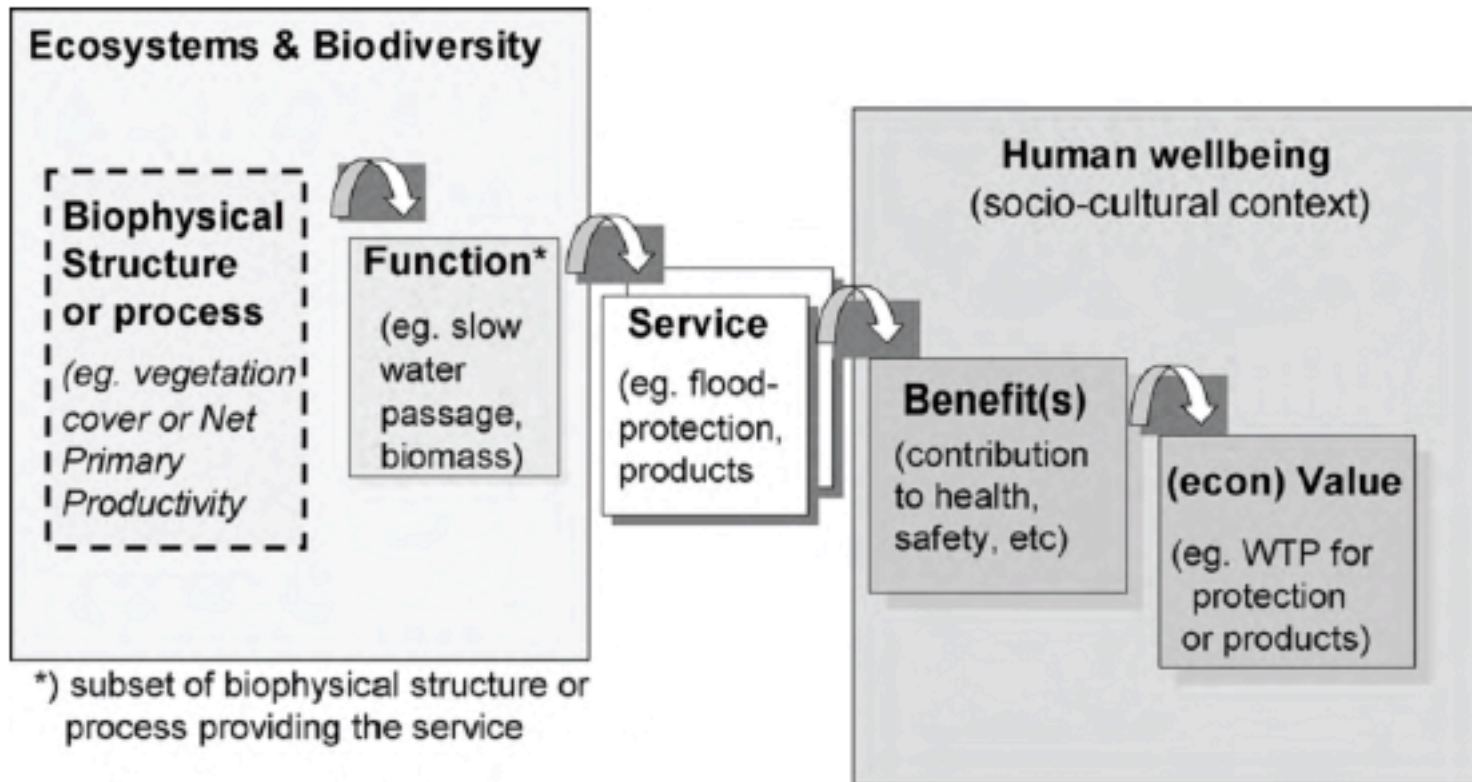 Ecosystems & Biodiversity
Biophysical
Structure
or process
(eg. vegetation
cover or Net
Primary
Productivity
Function*
(eg. slow
water
passage,
biomass)
Service
(eg. flood-
protection,
products
Human wellbeing
(socio-cultural context)
Benefit(s)
(contribution
to health,
safety, etc)
(econ) Value
(eg. WTP for
protection
or products)
*) subset of biophysical structure or
process providing the service